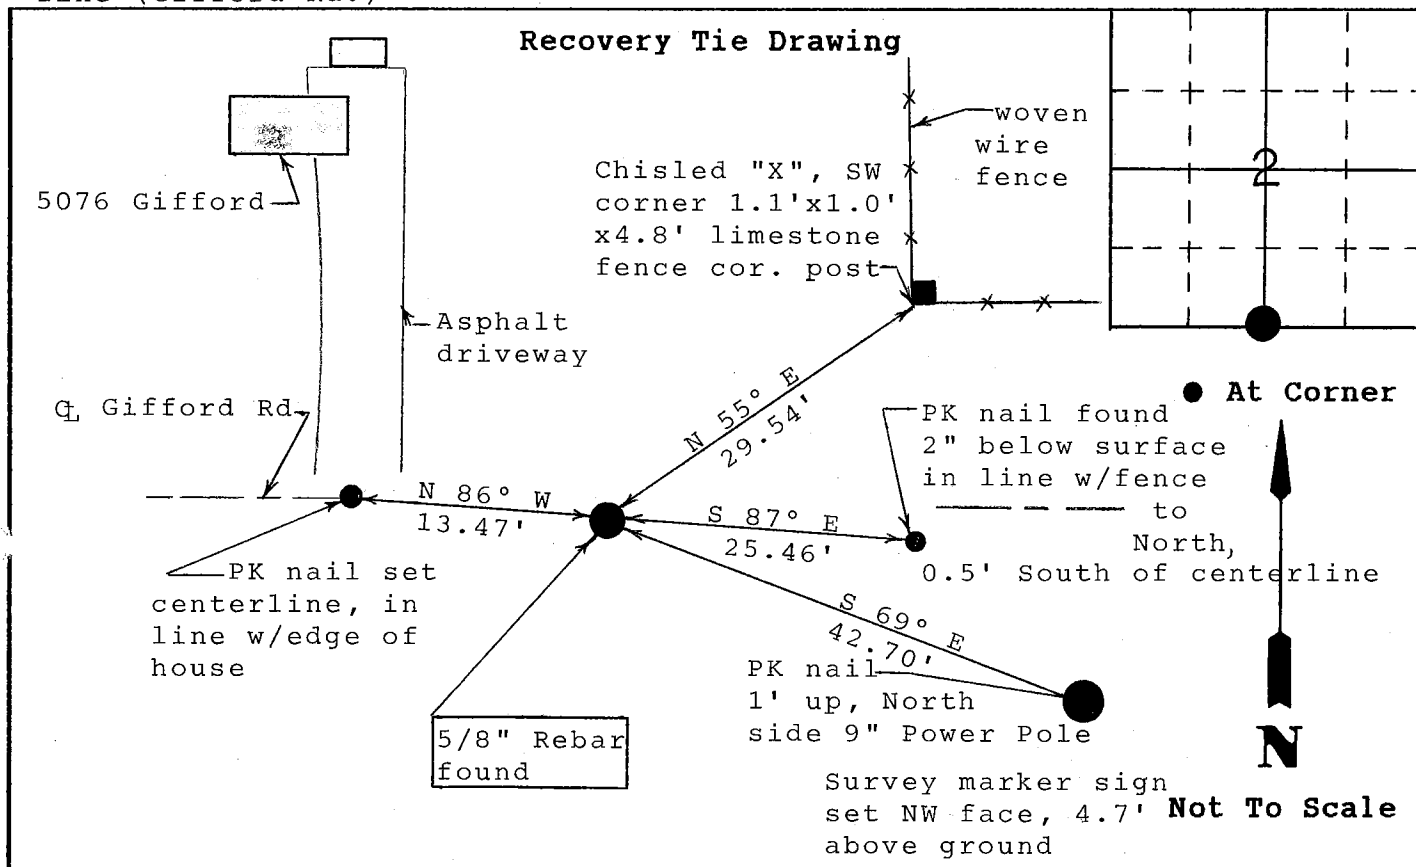 Recovery Tie Drawing
woven
wire
fence
Chisled "X", SW
corner 1.1'x1.0'
x4.8' limestone
fence cor. post
5076 Gifford
2
Asphalt
driveway
℄ Gifford Rd.
At Corner
N 55° E
29.54'
PK nail found
2" below surface
in line w/fence
to
North,
0.5' South of centerline
N 86° W
13.47'
S 87° E
25.46'
PK nail set
centerline, in
line w/edge of
house
S 69° E
42.70'
PK nail
1' up, North
side 9" Power Pole
5/8" Rebar
found
N
Survey marker sign
set NW face, 4.7'
above ground
Not To Scale